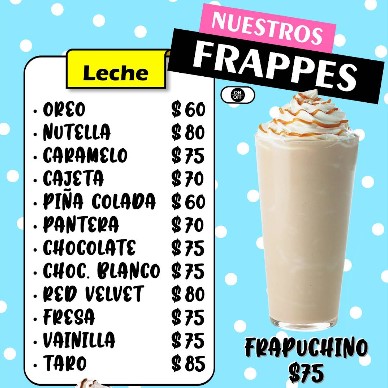 NUESTROS
FRAPPES
Leche
· OREO $60
· NUTELLA $80
· CARAMELO $75
· CAJETA $70
· PIÑA COLADA $60
· PANTERA $70
· CHOCOLATE $75
· CHOC. BLANCO $75
· RED VELVET $80
· FRESA $75
· VAINILLA $75
· TARO $85
FRAPUCHINO
$75